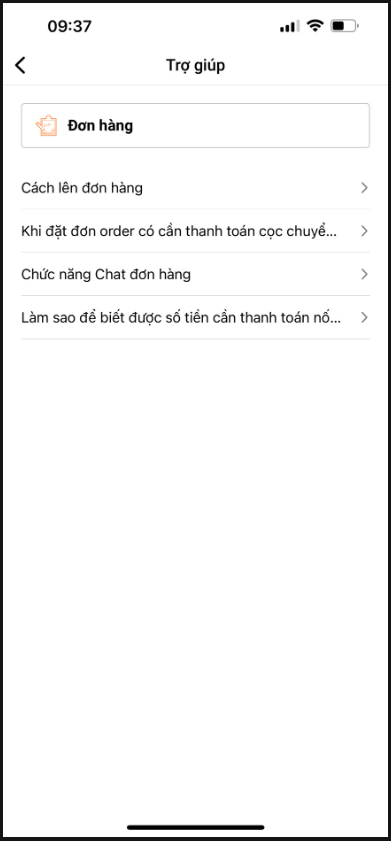 09:37
Trợ giúp
Đơn hàng
Cách lên đơn hàng
Khi đặt đơn order có cần thanh toán cọc chuyể...
Chức năng Chat đơn hàng
Làm sao để biết được số tiền cần thanh toán nố...